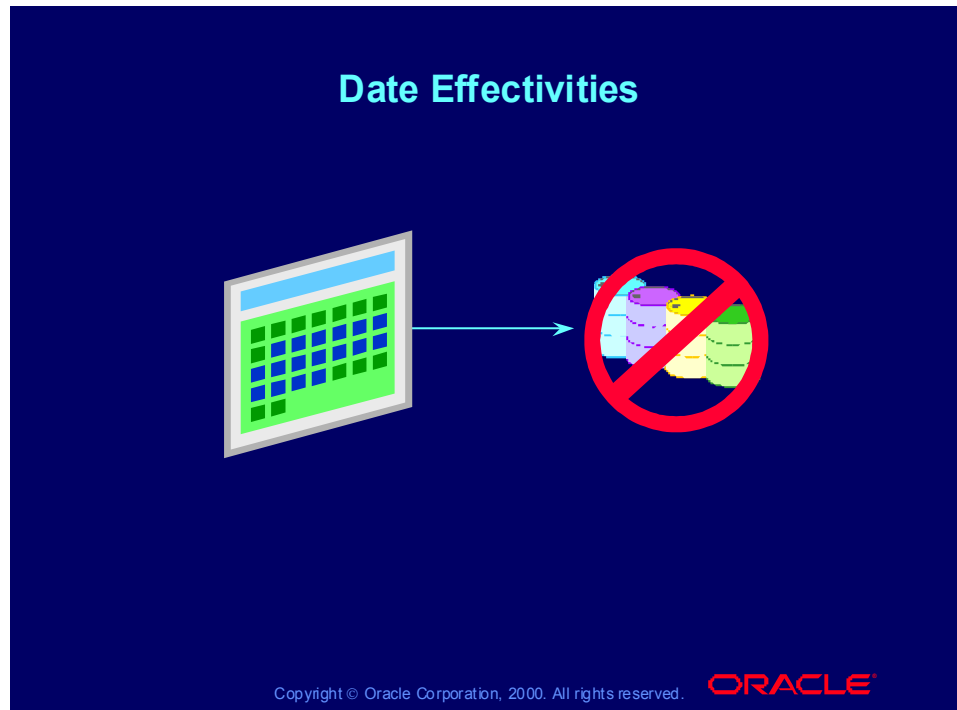 Date Effectivities
Copyright © Oracle Corporation, 2000. All rights reserved.
ORACLE®